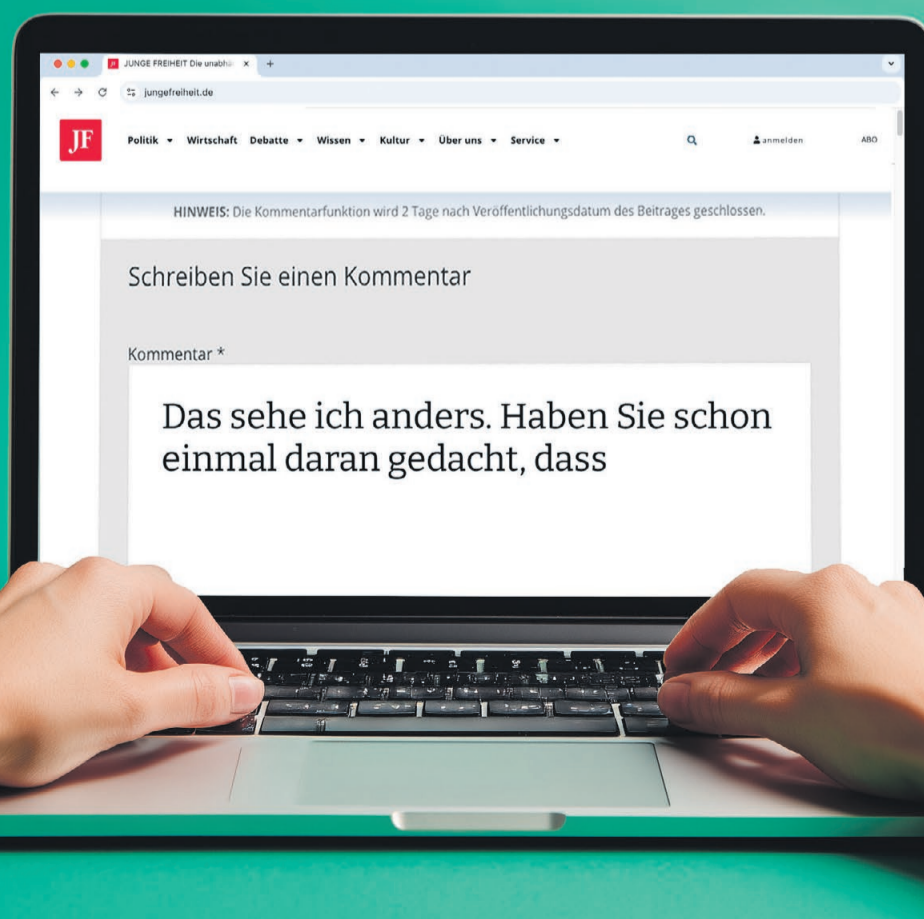 JUNGE FREIHEIT Die unabhä
jungefreiheit.de
JF
Politik Wirtschaft Debatte Wissen Kultur Über uns Service anmelden ABO
HINWEIS: Die Kommentarfunktion wird 2 Tage nach Veröffentlichungsdatum des Beitrages geschlossen.
Schreiben Sie einen Kommentar
Kommentar *
Das sehe ich anders. Haben Sie schon
einmal daran gedacht, dass